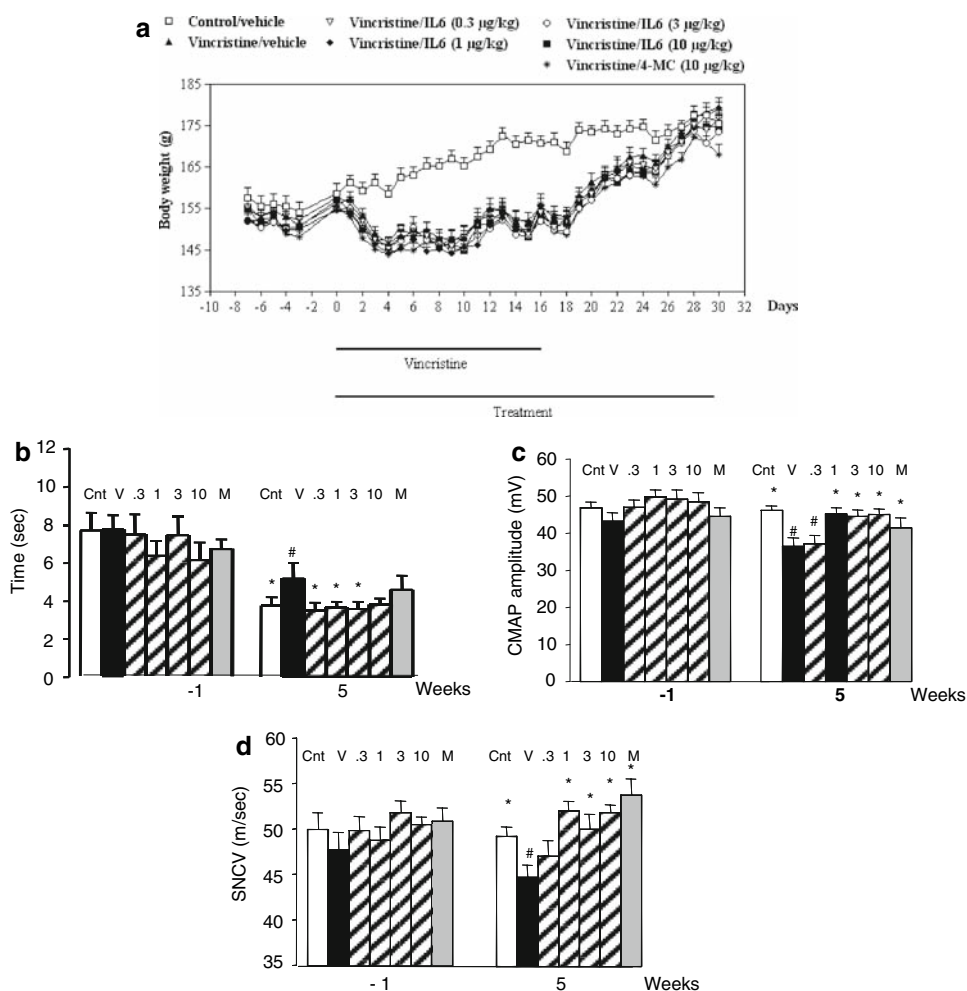 a
Control/vehicle Vincristine/IL6 (0.3 µg/kg) Vincristine/IL6 (3 µg/kg)
Vincristine/vehicle Vincristine/IL6 (1 µg/kg) Vincristine/IL6 (10 µg/kg)
Vincristine/4-MC (10 µg/kg)
185
175
165
155
145
135
Body weight (g)
-10 -8 -6 -4 -2 0 2 4 6 8 10 12 14 16 18 20 22 24 26 28 30 32 Days
Vincristine
Treatment
b
12
10
8
6
4
2
0
Time (sec)
Cnt V .3 1 3 10 M Cnt V .3 1 3 10 M
# * * * *
-1 5 Weeks
c
60
50
40
30
20
10
0
CMAP amplitude (mV)
Cnt V .3 1 3 10 M Cnt V .3 1 3 10 M
* # # * * * *
-1 5 Weeks
d
60
55
50
45
40
35
SNCV (m/sec)
Cnt V .3 1 3 10 M Cnt V .3 1 3 10 M
* # * * * *
- 1 5 Weeks